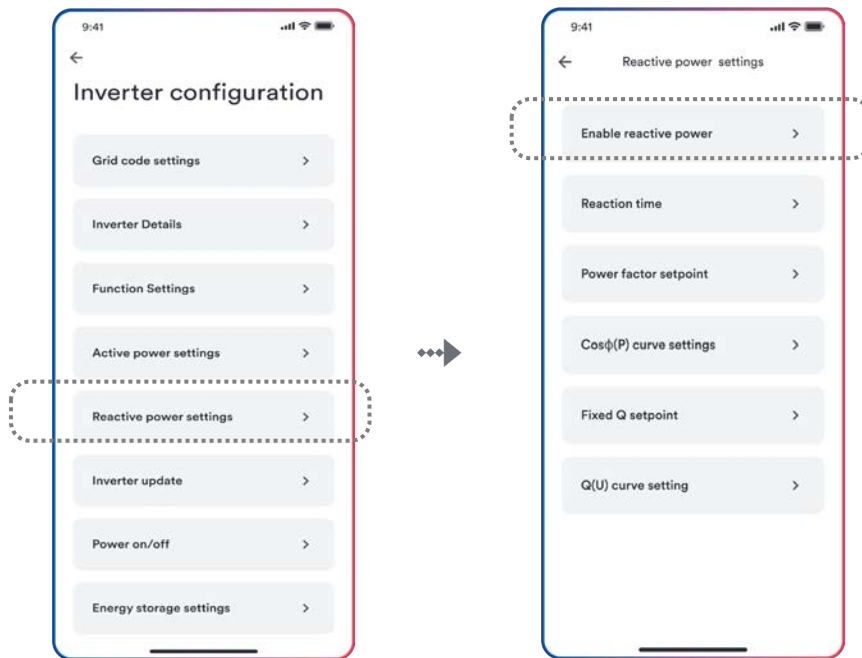 9:41
Inverter configuration
Grid code settings
Inverter Details
Function Settings
Active power settings
Reactive power settings
Inverter update
Power on/off
Energy storage settings
9:41
Reactive power settings
Enable reactive power
Reaction time
Power factor setpoint
Cosϕ(P) curve settings
Fixed Q setpoint
Q(U) curve setting